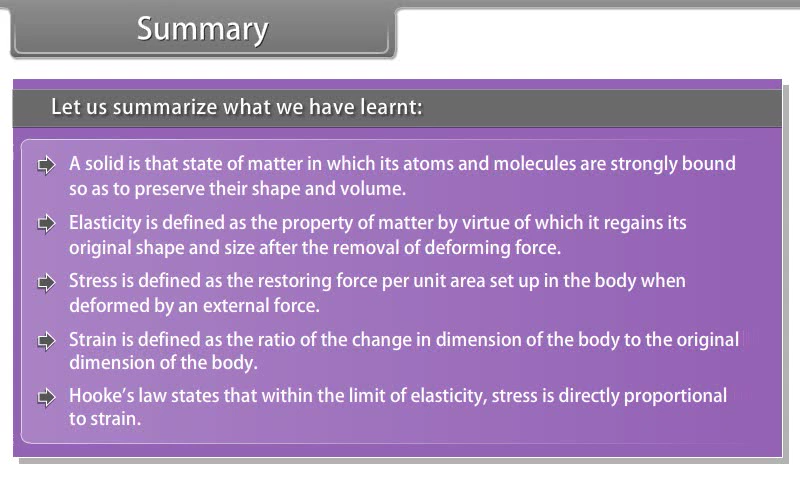 Summary
Let us summarize what we have learnt:
A solid is that state of matter in which its atoms and molecules are strongly bound
so as to preserve their shape and volume.
Elasticity is defined as the property of matter by virtue of which it regains its
original shape and size after the removal of deforming force.
Stress is defined as the restoring force per unit area set up in the body when
deformed by an external force.
Strain is defined as the ratio of the change in dimension of the body to the original
dimension of the body.
Hooke's law states that within the limit of elasticity, stress is directly proportional
to strain.